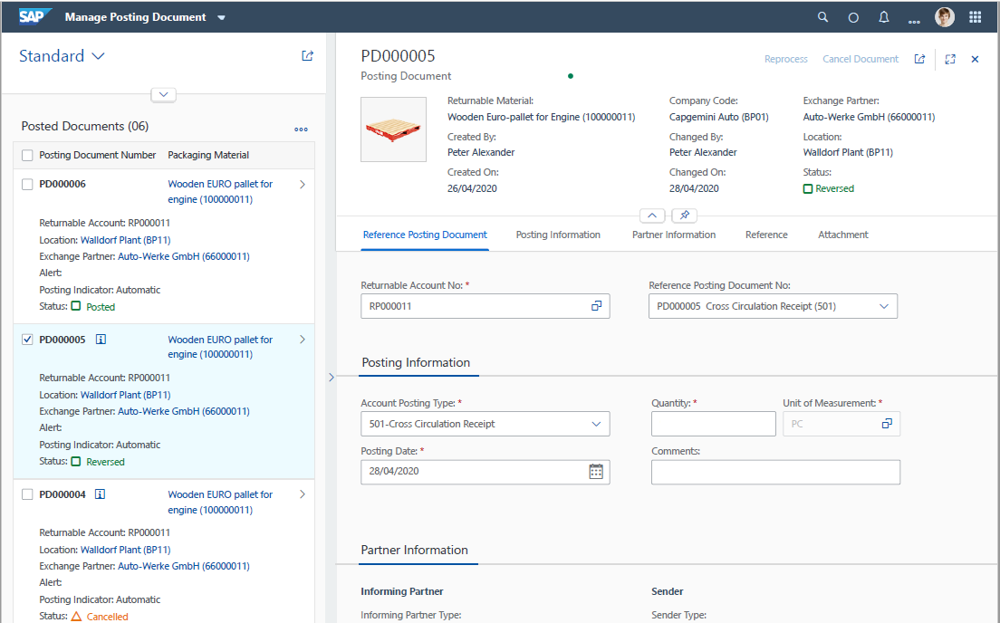 SAP Manage Posting Document
Standard
Posted Documents (06)
Posting Document Number Packaging Material
PD000006 Wooden EURO pallet for
engine (100000011)
Returnable Account: RP000011
Location: Walldorf Plant (BP11)
Exchange Partner: Auto-Werke GmbH (66000011)
Alert:
Posting Indicator: Automatic
Status: Posted
PD000005 Wooden EURO pallet for
engine (100000011)
Returnable Account: RP000011
Location: Walldorf Plant (BP11)
Exchange Partner: Auto-Werke GmbH (66000011)
Alert:
Posting Indicator: Automatic
Status: Reversed
PD000004 Wooden EURO pallet for
engine (100000011)
Returnable Account: RP000011
Location: Walldorf Plant (BP11)
Exchange Partner: Auto-Werke GmbH (66000011)
Alert:
Posting Indicator: Automatic
Status: Cancelled
PD000005
Posting Document
Reprocess Cancel Document
Returnable Material:
Wooden Euro-pallet for Engine (100000011)
Created By:
Peter Alexander
Created On:
26/04/2020
Company Code:
Capgemini Auto (BP01)
Changed By:
Peter Alexander
Changed On:
28/04/2020
Exchange Partner:
Auto-Werke GmbH (66000011)
Location:
Walldorf Plant (BP11)
Status:
Reversed
Reference Posting Document Posting Information Partner Information Reference Attachment
Returnable Account No: * Reference Posting Document No:
RP000011 PD000005 Cross Circulation Receipt (501)
Posting Information
Account Posting Type: * Quantity: * Unit of Measurement: *
501-Cross Circulation Receipt PC
Posting Date: * Comments:
28/04/2020
Partner Information
Informing Partner Sender
Informing Partner Type: Sender Type: